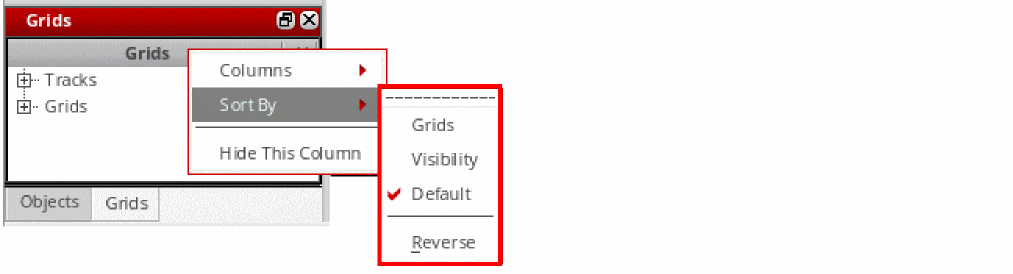 Grids
Grids
Tracks
Grids
Columns
Sort By
Hide This Column
Grids
Visibility
Default
Reverse
Objects
Grids